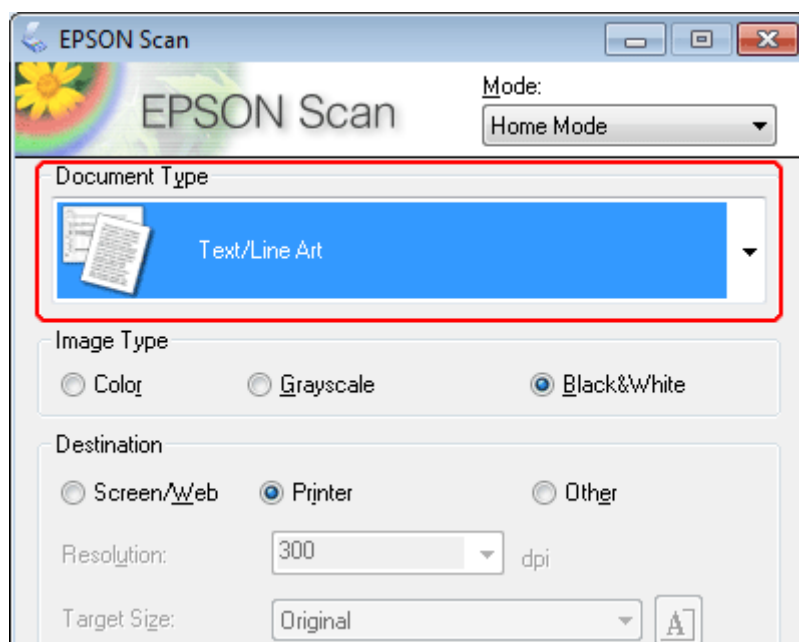 EPSON Scan
EPSON Scan
Mode:
Home Mode
Document Type
Text/Line Art
Image Type
Color Grayscale Black&White
Destination
Screen/Web Printer Other
Resolution: 300 dpi
Target Size: Original A